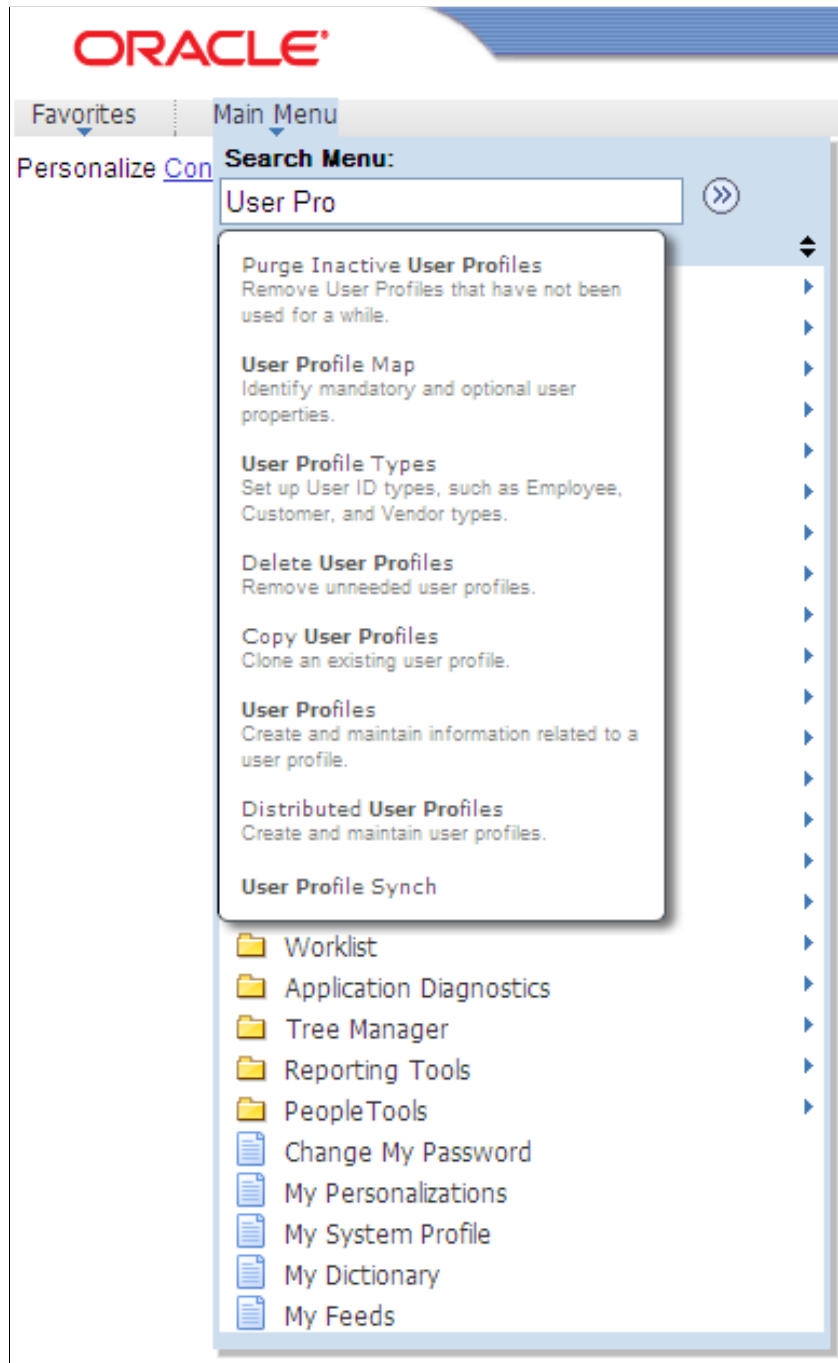 ORACLE
Favorites
Main Menu
Personalize Con
Search Menu:
User Pro
Purge Inactive User Profiles
Remove User Profiles that have not been
used for a while.
User Profile Map
Identify mandatory and optional user
properties.
User Profile Types
Set up User ID types, such as Employee,
Customer, and Vendor types.
Delete User Profiles
Remove unneeded user profiles.
Copy User Profiles
Clone an existing user profile.
User Profiles
Create and maintain information related to a
user profile.
Distributed User Profiles
Create and maintain user profiles.
User Profile Synch
Worklist
Application Diagnostics
Tree Manager
Reporting Tools
PeopleTools
Change My Password
My Personalizations
My System Profile
My Dictionary
My Feeds